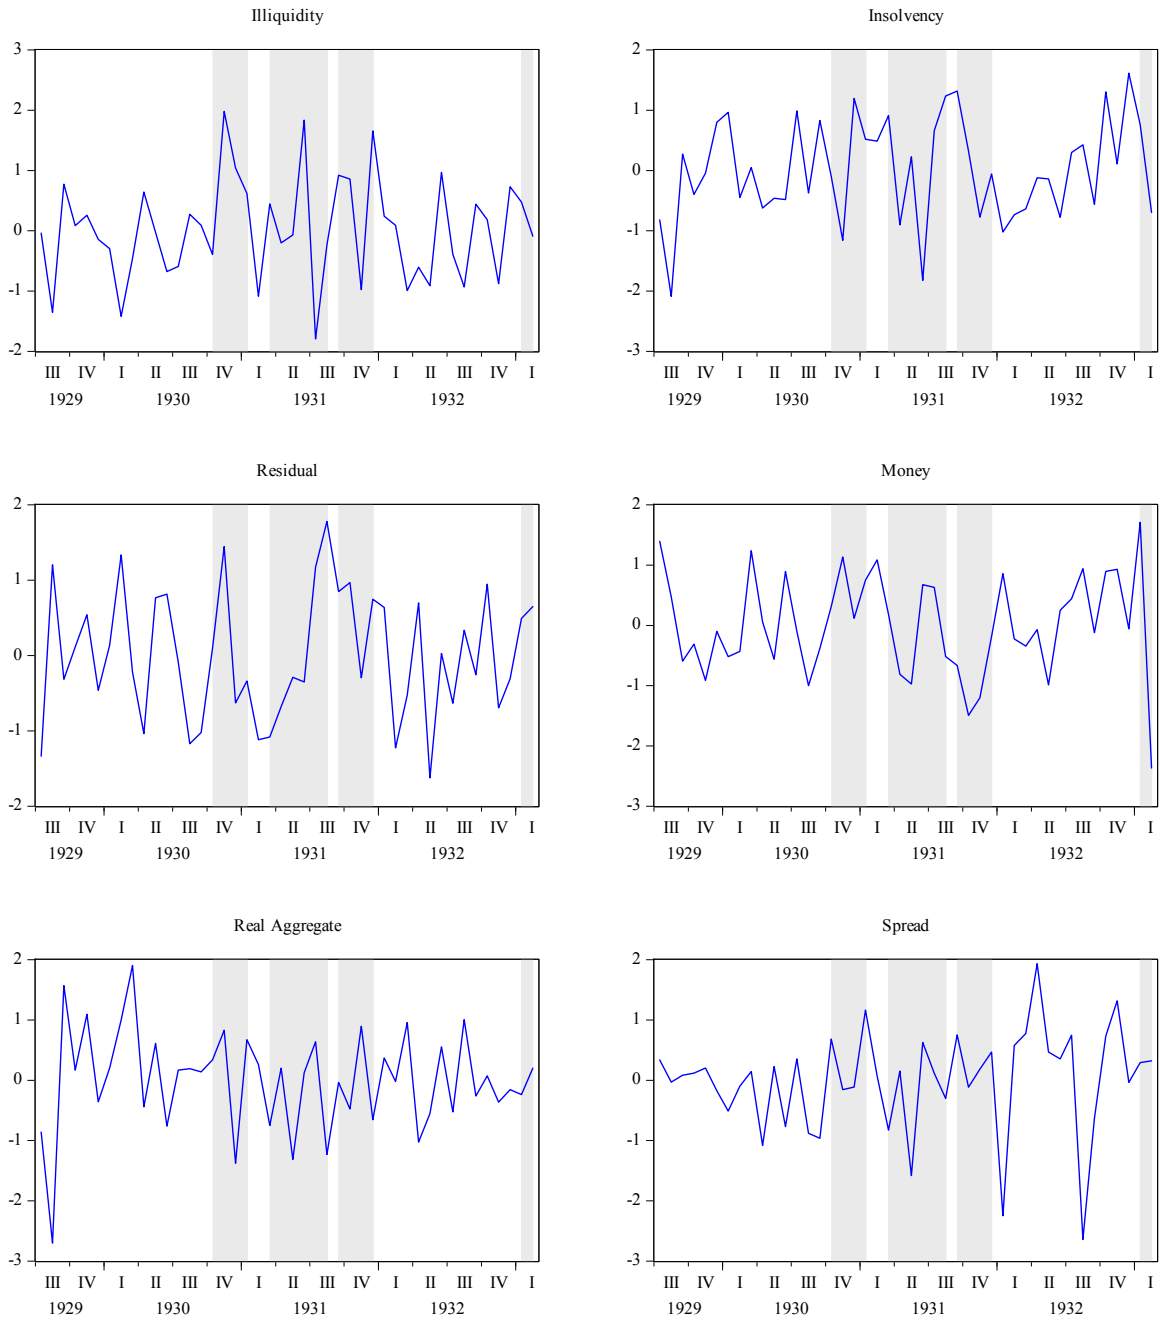 Illiquidity
3
2
1
0
-1
-2
III IV I II III IV I II III IV I II III IV I
1929 1930 1931 1932
Insolvency
2
1
0
-1
-2
-3
III IV I II III IV I II III IV I II III IV I
1929 1930 1931 1932
Residual
2
1
0
-1
-2
III IV I II III IV I II III IV I II III IV I
1929 1930 1931 1932
Money
2
1
0
-1
-2
-3
III IV I II III IV I II III IV I II III IV I
1929 1930 1931 1932
Real Aggregate
2
1
0
-1
-2
-3
III IV I II III IV I II III IV I II III IV I
1929 1930 1931 1932
Spread
2
1
0
-1
-2
-3
III IV I II III IV I II III IV I II III IV I
1929 1930 1931 1932